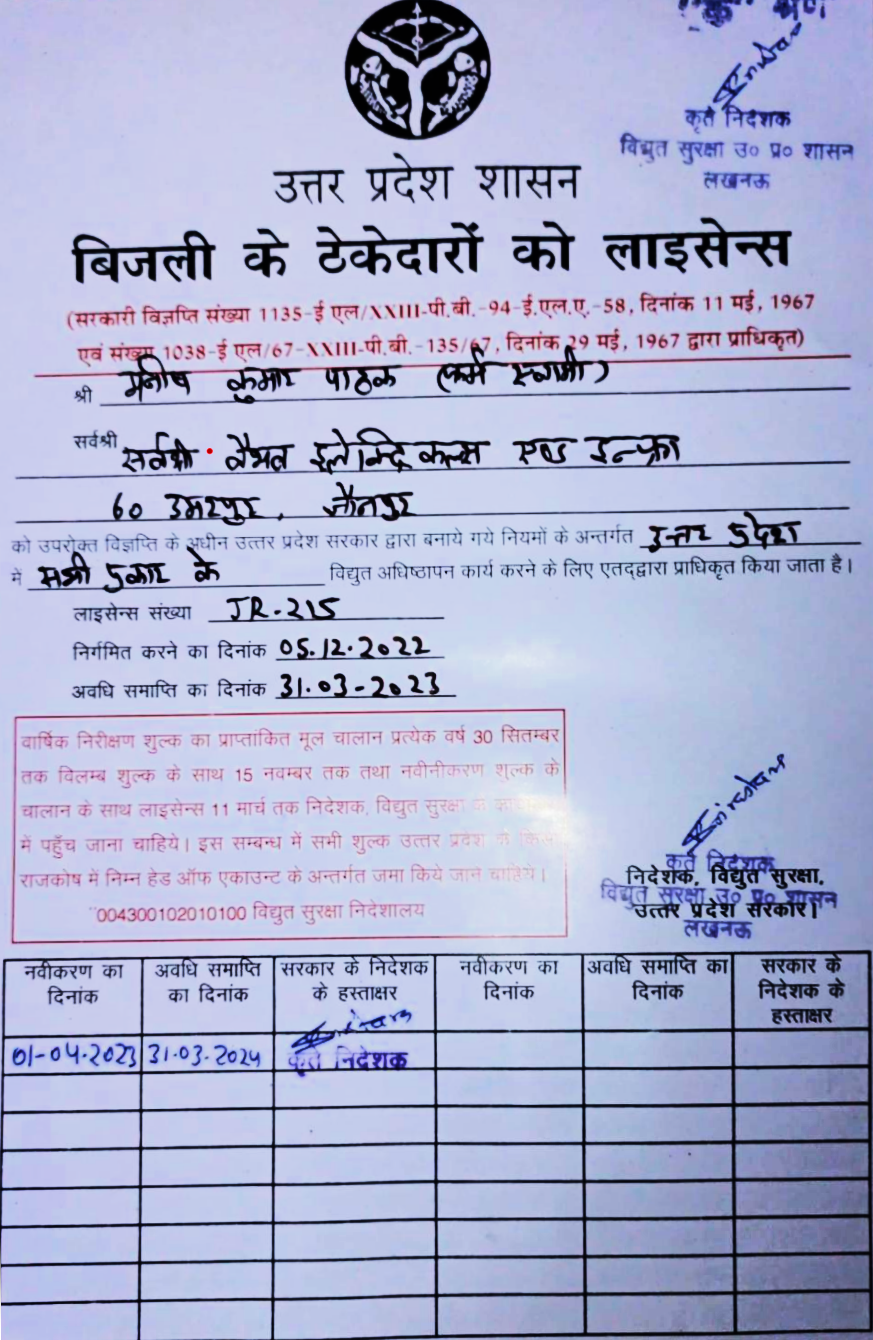 कृते निदेशक
विद्युत सुरक्षा उ० प्र० शासन
लखनऊ
उत्तर प्रदेश शासन
बिजली के ठेकेदारों को लाइसेन्स
(सरकारी विज्ञप्ति संख्या 1135-ई एल/XXIII-पी.बी.-94-ई.एल.ए.-58, दिनांक 11 मई, 1967
एवं संख्या 1038-ई एल/67-XXIII-पी.बी.-135/67, दिनांक 29 मई, 1967 द्वारा प्राधिकृत)
श्री मनीष कुमार पाठक (फर्म स्वामी)
सर्वश्री सर्वश्री वैभव इलेक्ट्रिकल्स एण्ड इन्फ्रा
60 उमरपुर, जौनपुर
को उपरोक्त विज्ञप्ति के अधीन उत्तर प्रदेश सरकार द्वारा बनाये गये नियमों के अन्तर्गत उत्तर प्रदेश
में सभी प्रकार के विद्युत अधिष्ठापन कार्य करने के लिए एतद्द्वारा प्राधिकृत किया जाता है।
लाइसेन्स संख्या JR-215
निर्गमित करने का दिनांक 05.12.2022
अवधि समाप्ति का दिनांक 31.03-2023
वार्षिक निरीक्षण शुल्क का प्राप्तांकित मूल चालान प्रत्येक वर्ष 30 सितम्बर
तक विलम्ब शुल्क के साथ 15 नवम्बर तक तथा नवीनीकरण शुल्क के
चालान के साथ लाइसेन्स 11 मार्च तक निदेशक, विद्युत सुरक्षा के
में पहुँच जाना चाहिये। इस सम्बन्ध में सभी शुल्क उत्तर प्रदेश के किसी
राजकोष में निम्न हेड ऑफ एकाउन्ट के अन्तर्गत जमा किये जाने चाहिये।
"004300102010100 विद्युत सुरक्षा निदेशालय
कृते निदेशक
निदेशक, विद्युत सुरक्षा,
विद्युत सुरक्षा उ० प्र० शासन
उत्तर प्रदेश सरकार।
लखनऊ
नवीकरण का दिनांक
अवधि समाप्ति का दिनांक
सरकार के निदेशक के हस्ताक्षर
नवीकरण का दिनांक
अवधि समाप्ति का दिनांक
सरकार के निदेशक के हस्ताक्षर
01-04-2023 31.03.2024 कृते निदेशक